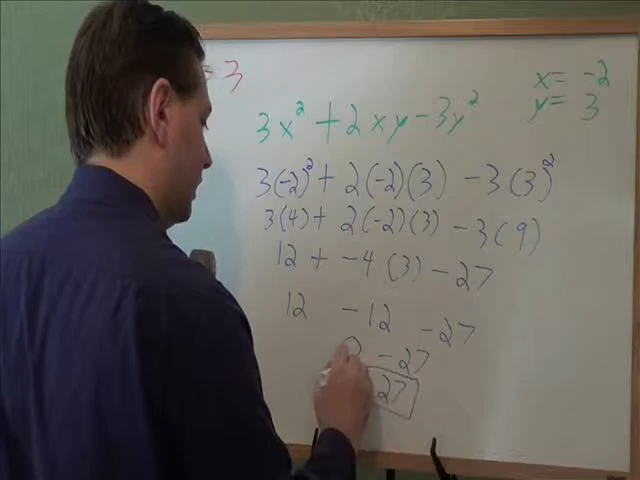 = 3
x = -2
y = 3
3x² + 2xy - 3y²
3(-2)² + 2(-2)(3) - 3(3)²
3(4) + 2(-2)(3) - 3(9)
12 + -4(3) - 27
12 - 12 - 27
- 27
27